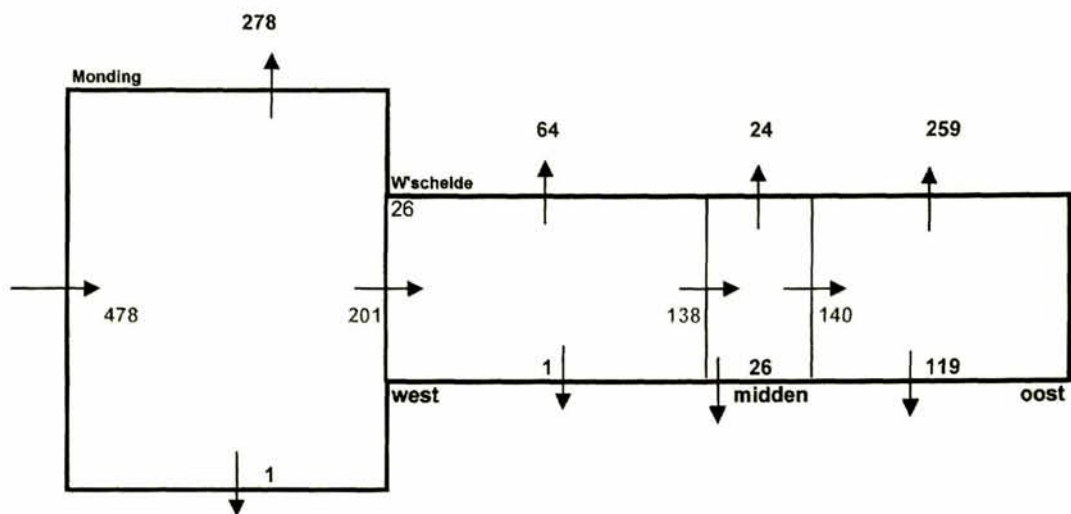 278
Monding
64 24 259
W'schelde
26
478 201 138 140
1 26 119
west midden oost
1